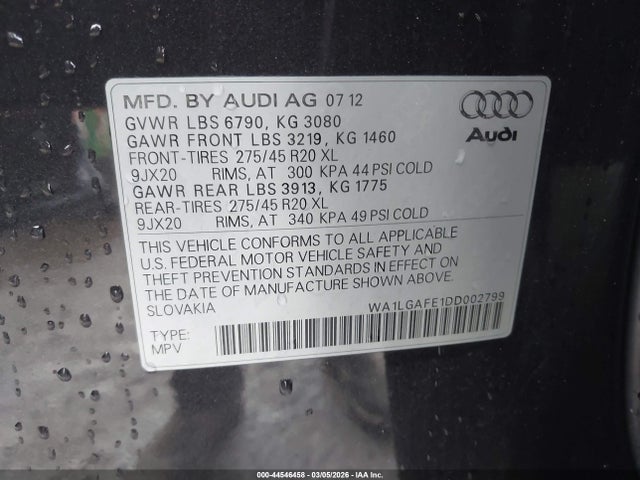 MFD. BY AUDI AG 07 12
GVWR LBS 6790, KG 3080
GAWR FRONT LBS 3219, KG 1460
FRONT-TIRES 275/45 R20 XL
9JX20 RIMS, AT 300 KPA 44 PSI COLD
GAWR REAR LBS 3913, KG 1775
REAR-TIRES 275/45 R20 XL
9JX20 RIMS, AT 340 KPA 49 PSI COLD
Audi
THIS VEHICLE CONFORMS TO ALL APPLICABLE
U.S. FEDERAL MOTOR VEHICLE SAFETY AND
THEFT PREVENTION STANDARDS IN EFFECT ON
THE DATE OF MANUFACTURE SHOWN ABOVE.
SLOVAKIA
WA1LGAFE1DD002799
TYPE:
MPV
000-44546458 - 03/05/2026 - IAA Inc.